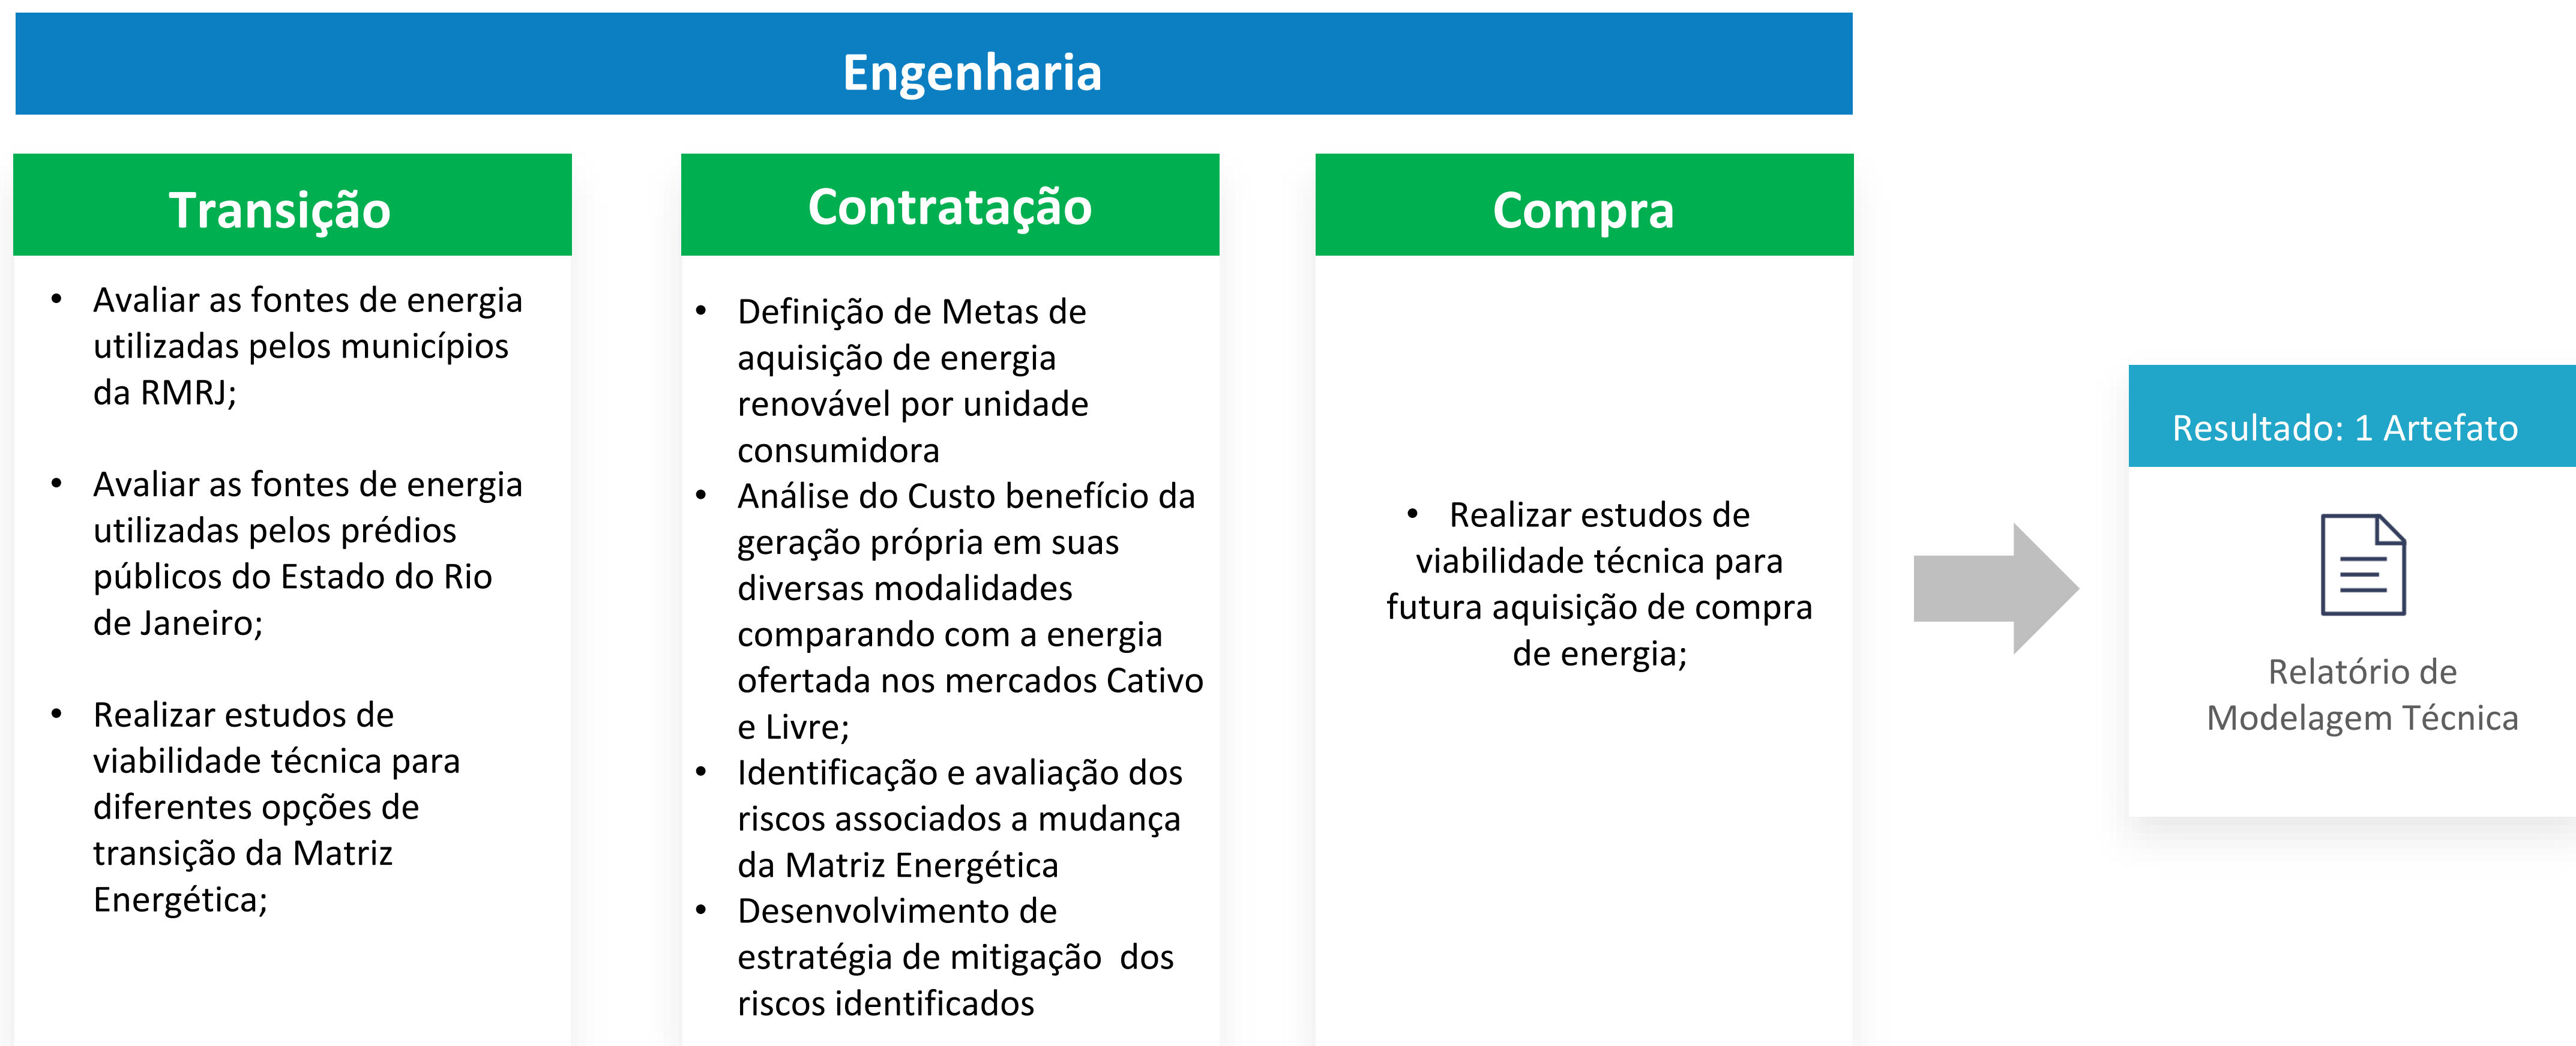 Engenharia
Transição
• Avaliar as fontes de energia
utilizadas pelos municípios
da RMRJ;
• Avaliar as fontes de energia
utilizadas pelos prédios
públicos do Estado do Rio
de Janeiro;
• Realizar estudos de
viabilidade técnica para
diferentes opções de
transição da Matriz
Energética;
Contratação
• Definição de Metas de
aquisição de energia
renovável por unidade
consumidora
• Análise do Custo benefício da
geração própria em suas
diversas modalidades
comparando com a energia
ofertada nos mercados Cativo
e Livre;
• Identificação e avaliação dos
riscos associados a mudança
da Matriz Energética
• Desenvolvimento de
estratégia de mitigação  dos
riscos identificados
Compra
• Realizar estudos de
viabilidade técnica para
futura aquisição de compra
de energia;
Resultado: 1 Artefato
Relatório de
Modelagem Técnica